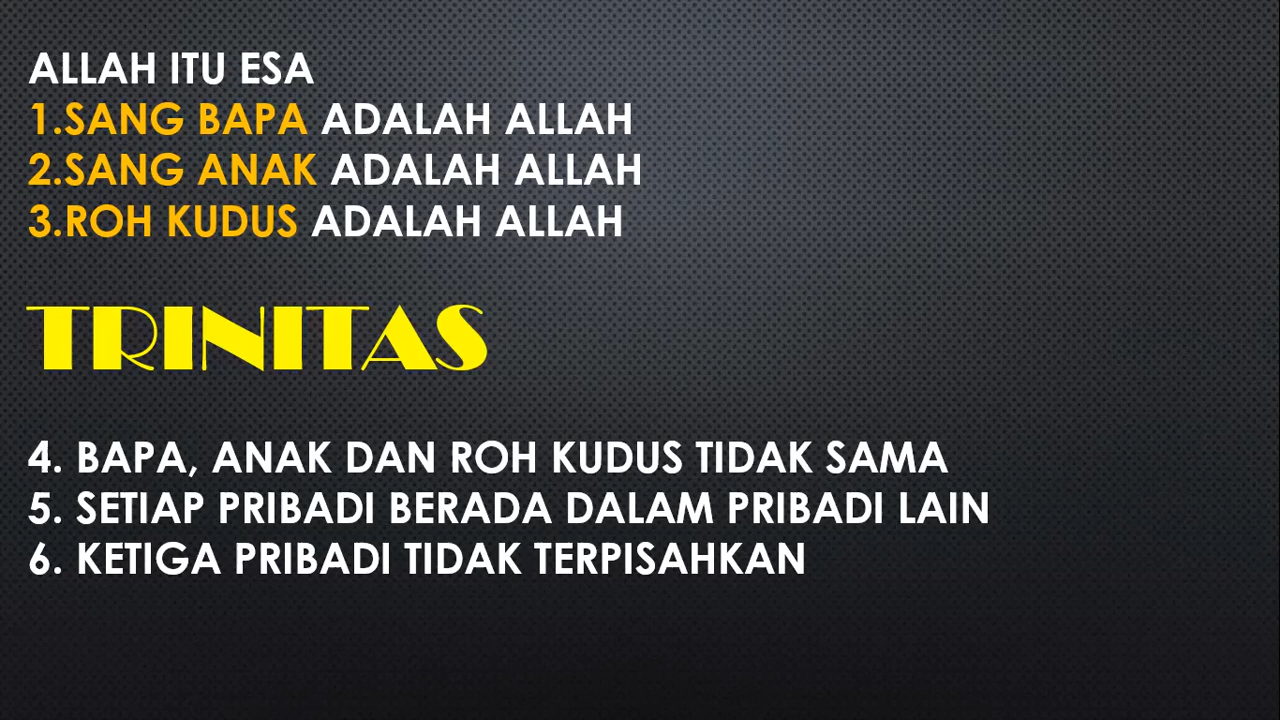 ALLAH ITU ESA
1.SANG BAPA ADALAH ALLAH
2.SANG ANAK ADALAH ALLAH
3.ROH KUDUS ADALAH ALLAH
TRINITAS
4. BAPA, ANAK DAN ROH KUDUS TIDAK SAMA
5. SETIAP PRIBADI BERADA DALAM PRIBADI LAIN
6. KETIGA PRIBADI TIDAK TERPISAHKAN